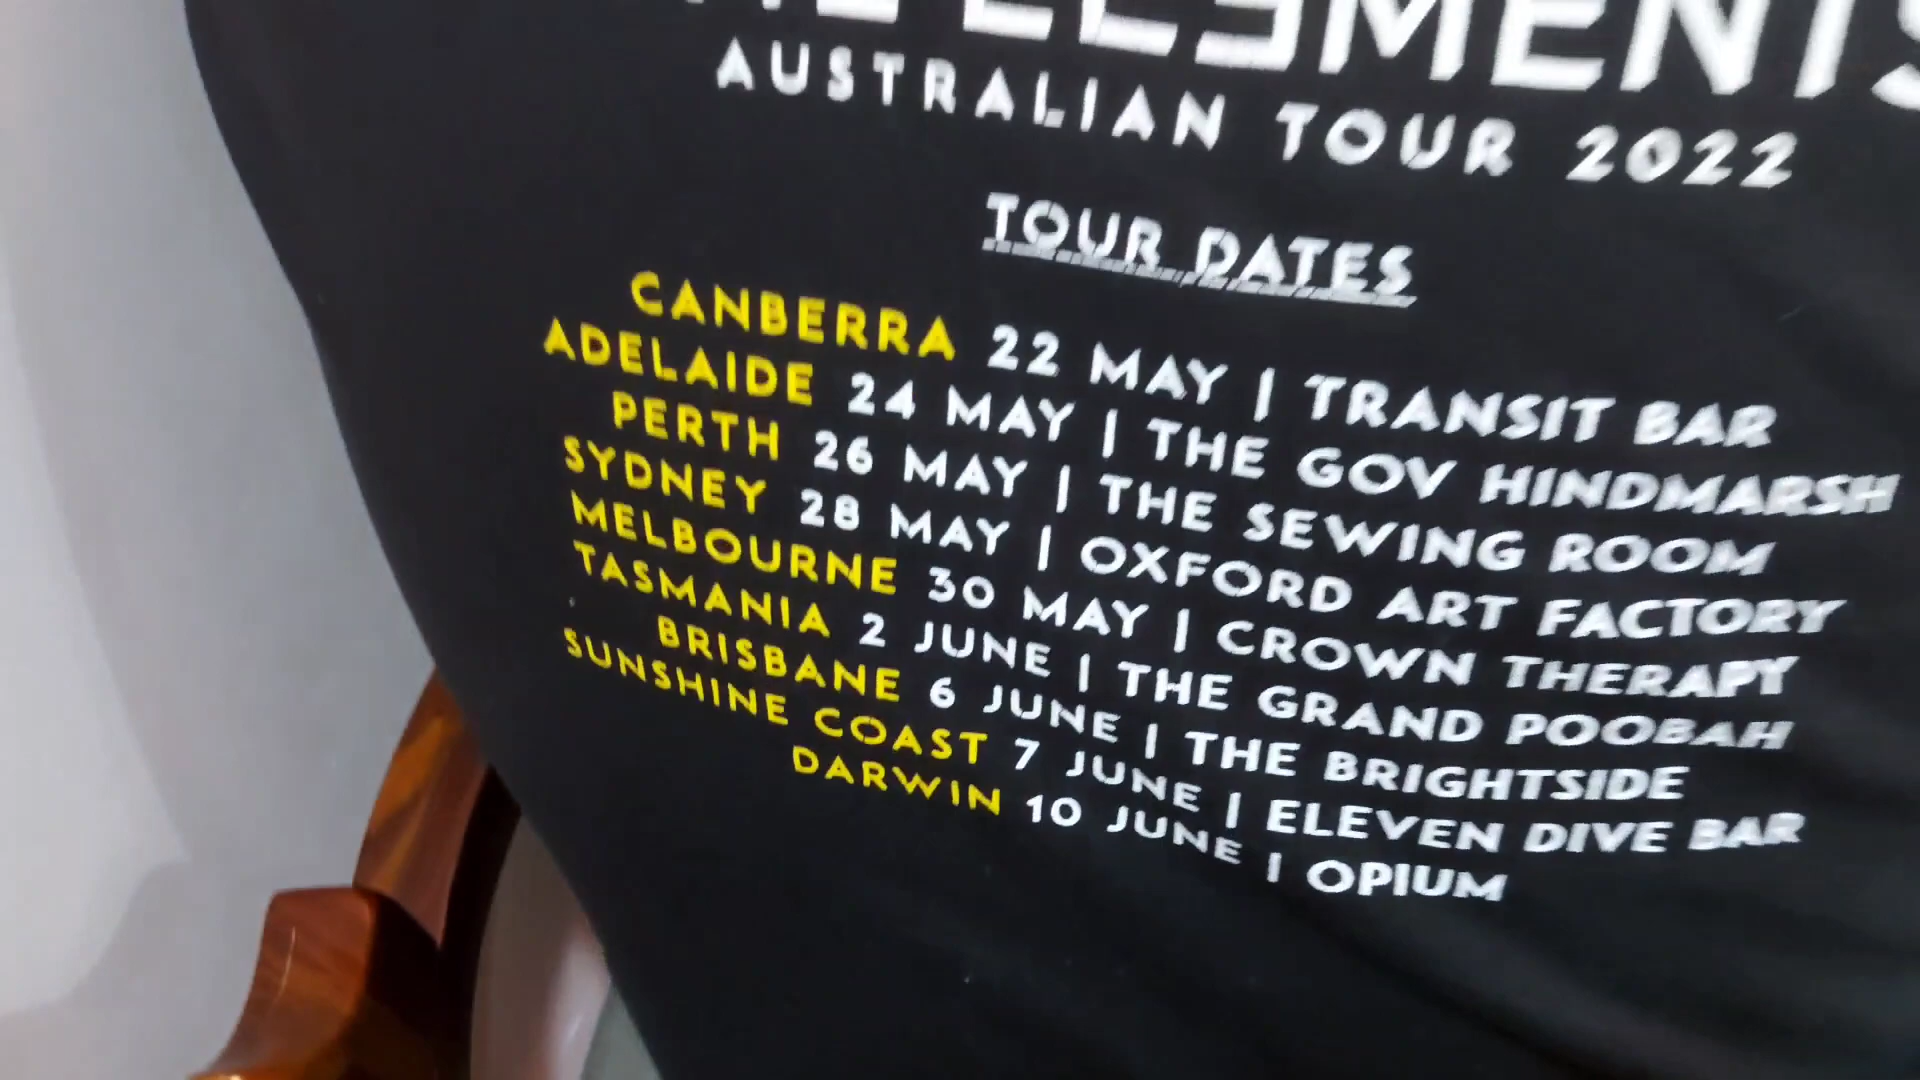 AUSTRALIAN TOUR 2022
TOUR DATES
CANBERRA 22 MAY | TRANSIT BAR
ADELAIDE 24 MAY | THE GOV HINDMARSH
PERTH 26 MAY | THE SEWING ROOM
SYDNEY 28 MAY | OXFORD ART FACTORY
MELBOURNE 30 MAY | CROWN THERAPY
TASMANIA 2 JUNE | THE GRAND POOBAH
BRISBANE 6 JUNE | THE BRIGHTSIDE
SUNSHINE COAST 7 JUNE | ELEVEN DIVE BAR
DARWIN 10 JUNE | OPIUM